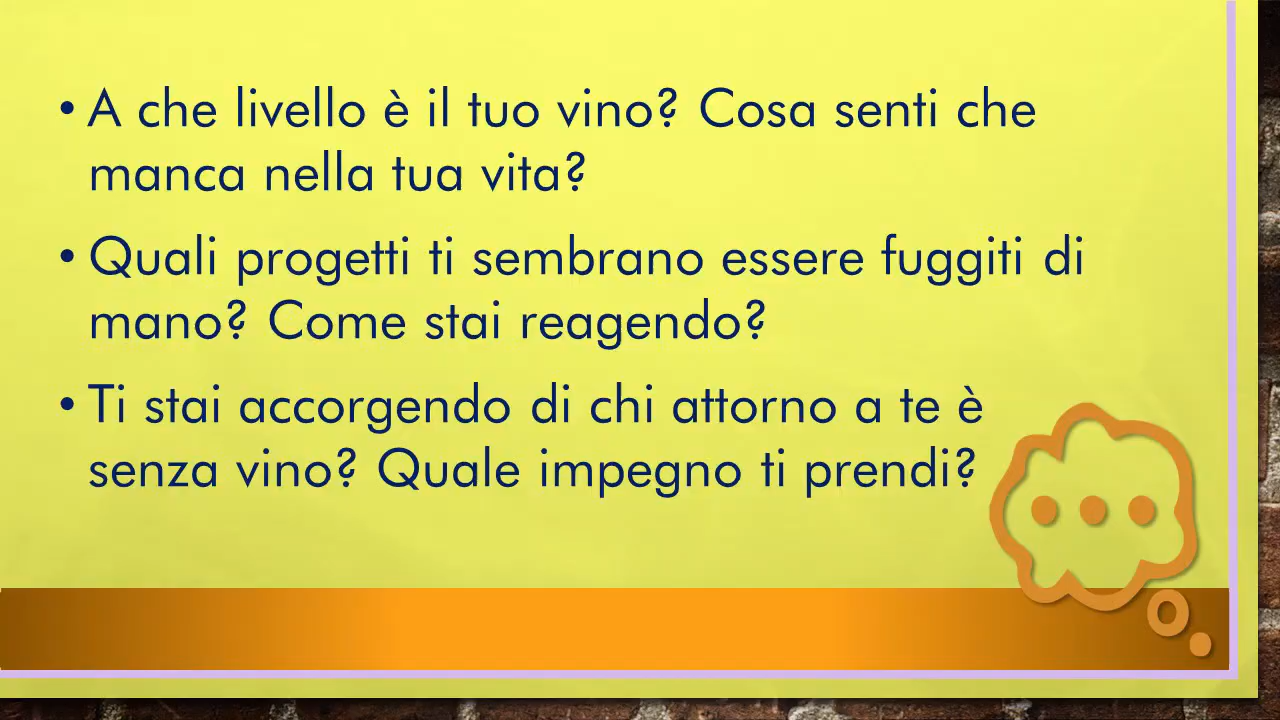 • A che livello è il tuo vino? Cosa senti che
manca nella tua vita?
• Quali progetti ti sembrano essere fuggiti di
mano? Come stai reagendo?
• Ti stai accorgendo di chi attorno a te è
senza vino? Quale impegno ti prendi?